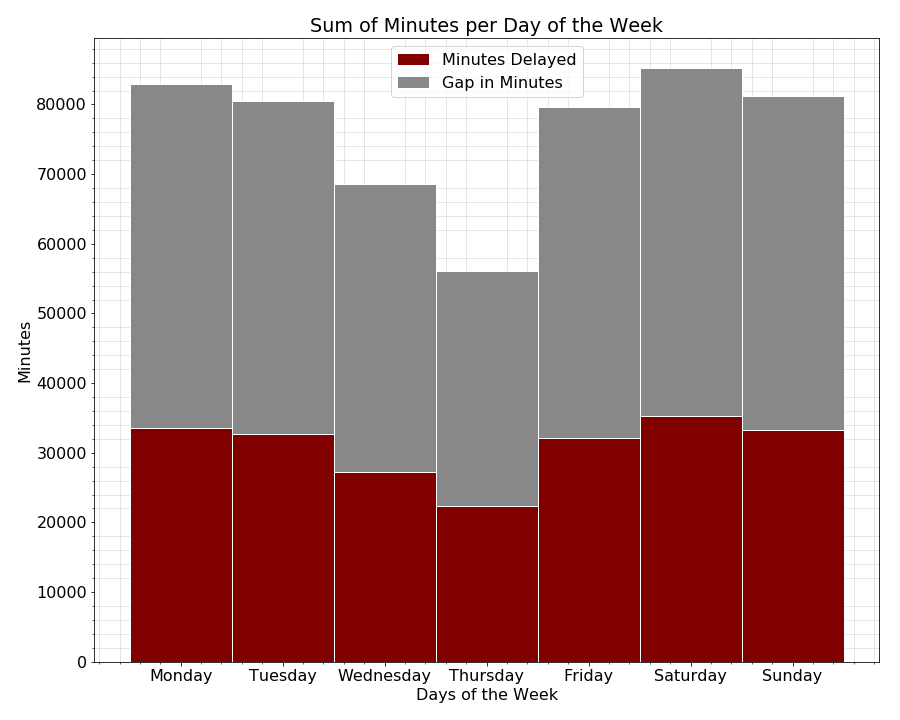 Sum of Minutes per Day of the Week
Minutes Delayed
Gap in Minutes
80000
70000
60000
50000
40000
30000
20000
10000
0
Minutes
Monday Tuesday Wednesday Thursday Friday Saturday Sunday
Days of the Week